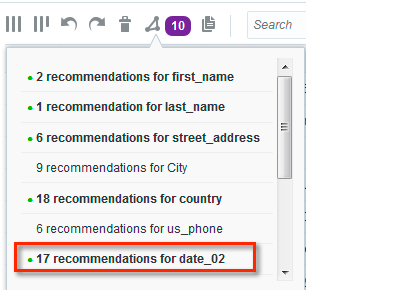 10
Search
2 recommendations for first_name
1 recommendation for last_name
6 recommendations for street_address
9 recommendations for City
18 recommendations for country
6 recommendations for us_phone
17 recommendations for date_02